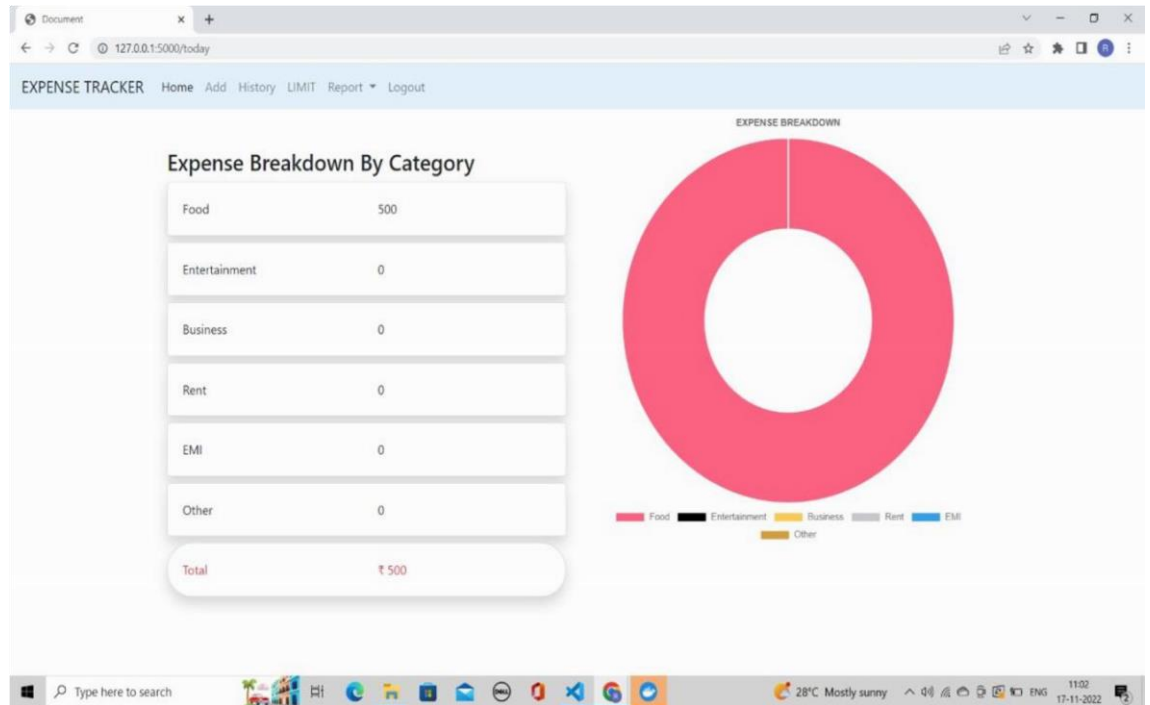 Document
127.0.0.1:5000/today
EXPENSE TRACKER Home Add History LIMIT Report Logout
EXPENSE BREAKDOWN
Expense Breakdown By Category
Food 500
Entertainment 0
Business 0
Rent 0
EMI 0
Other 0
Total ₹ 500
Food Entertainment Business Rent EMI
Other
Type here to search
28°C Mostly sunny
ENG
11:02
17-11-2022